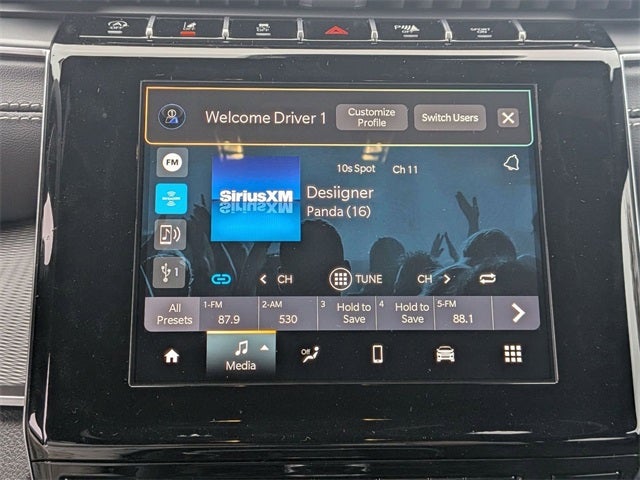 Welcome Driver 1
Customize
Profile
Switch Users
FM
SiriusXM
10s Spot Ch 11
Desiigner
Panda (16)
1
CH
TUNE
CH
All
Presets
1-FM
87.9
2-AM
530
3 Hold to
Save
4 Hold to
Save
5-FM
88.1
Media
Off